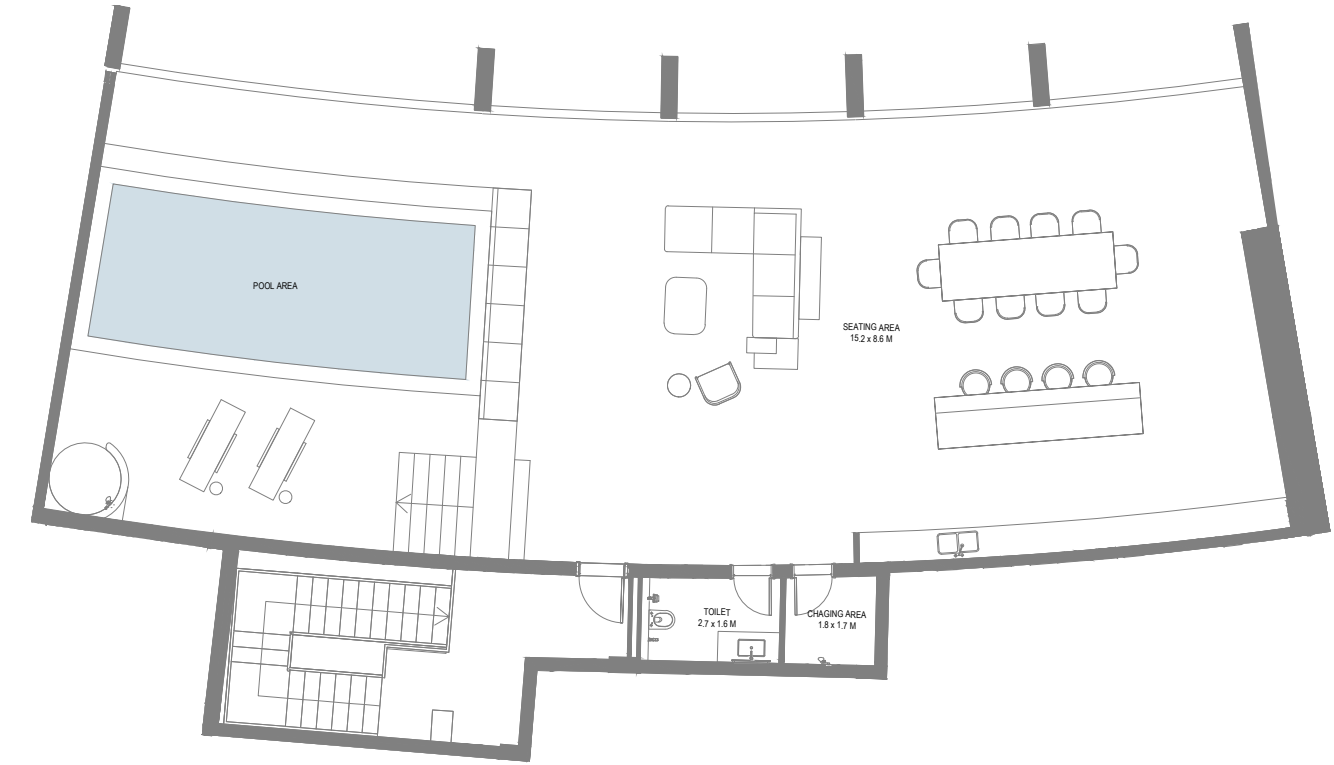 POOL AREA
SEATING AREA
15.2 x 8.6 M
TOILET
2.7 x 1.6 M
CHAGING AREA
1.8 x 1.7 M